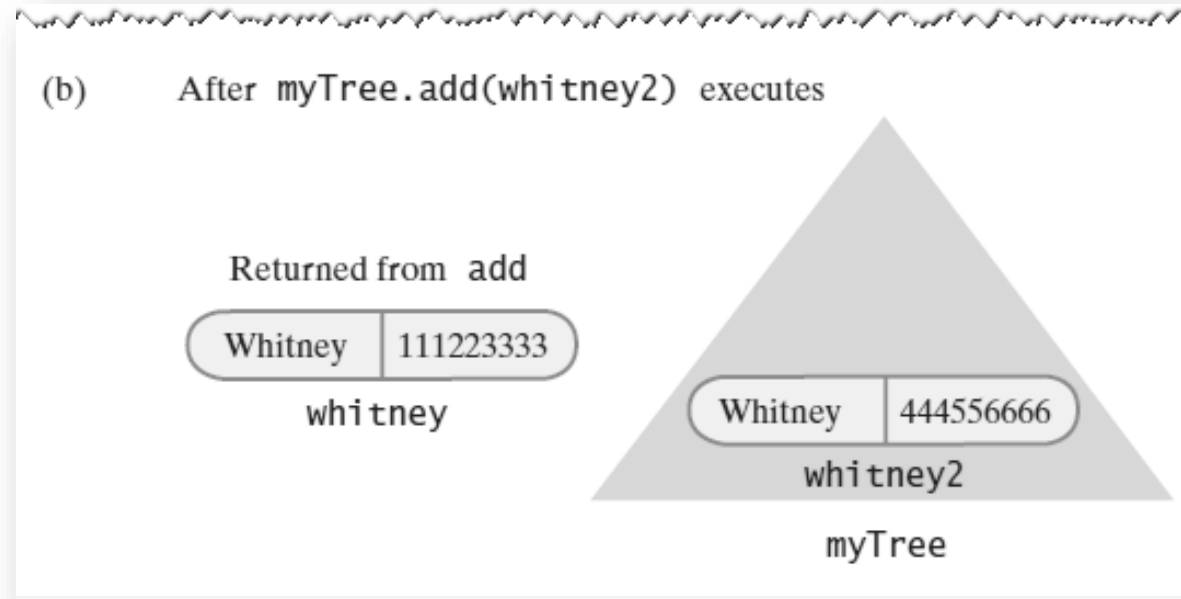 (b) After myTree.add(whitney2) executes
Returned from add
Whitney 111223333
whitney
Whitney 444556666
whitney2
myTree